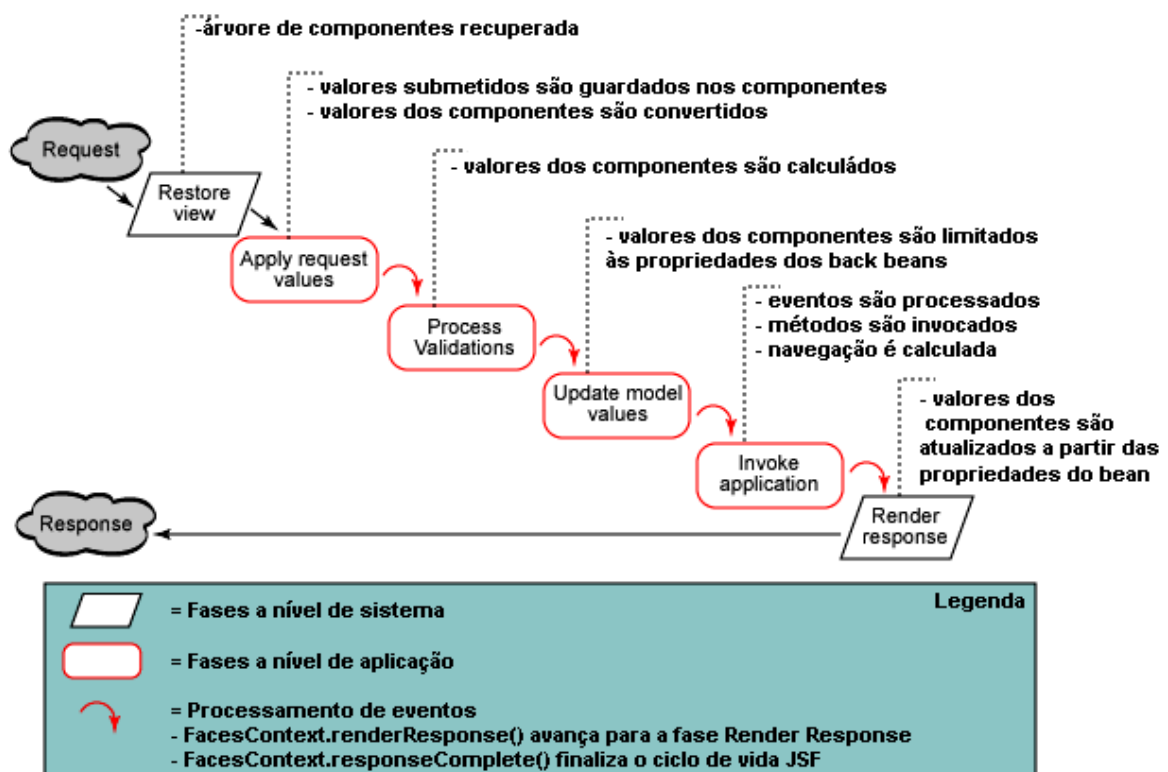 -árvore de componentes recuperada
- valores submetidos são guardados nos componentes
- valores dos componentes são convertidos
Request
- valores dos componentes são calculádos
Restore
view
- valores dos componentes são limitados
às propriedades dos back beans
Apply request
values
- eventos são processados
- métodos são invocados
- navegação é calculada
Process
Validations
Update model
values
- valores dos
componentes são
atualizados a partir das
propriedades do bean
Invoke
application
Response
Render
response
Legenda
= Fases a nível de sistema
= Fases a nível de aplicação
= Processamento de eventos
- FacesContext.renderResponse() avança para a fase Render Response
- FacesContext.responseComplete() finaliza o ciclo de vida JSF